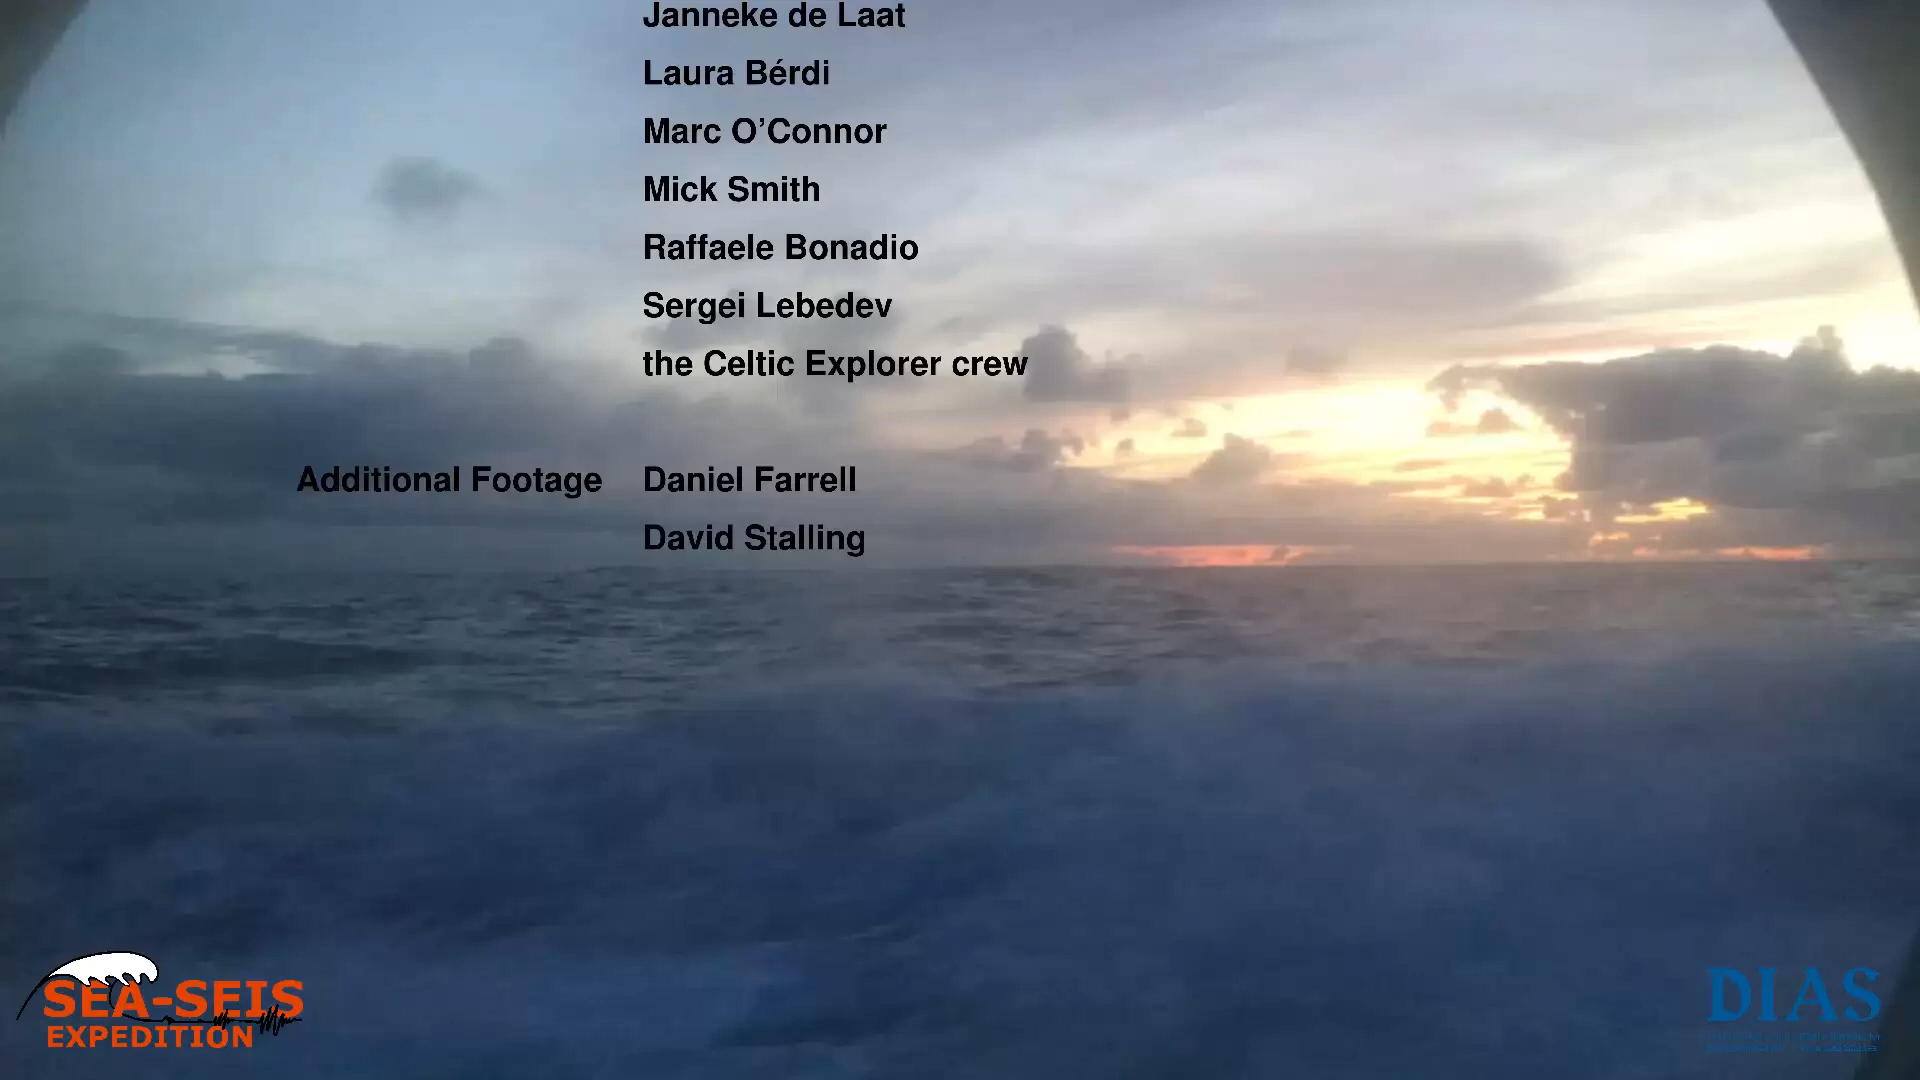 Janneke de Laat
Laura Bérdi
Marc O’Connor
Mick Smith
Raffaele Bonadio
Sergei Lebedev
the Celtic Explorer crew
Additional Footage Daniel Farrell
David Stalling
SEA-SEIS
EXPEDITION
DIAS